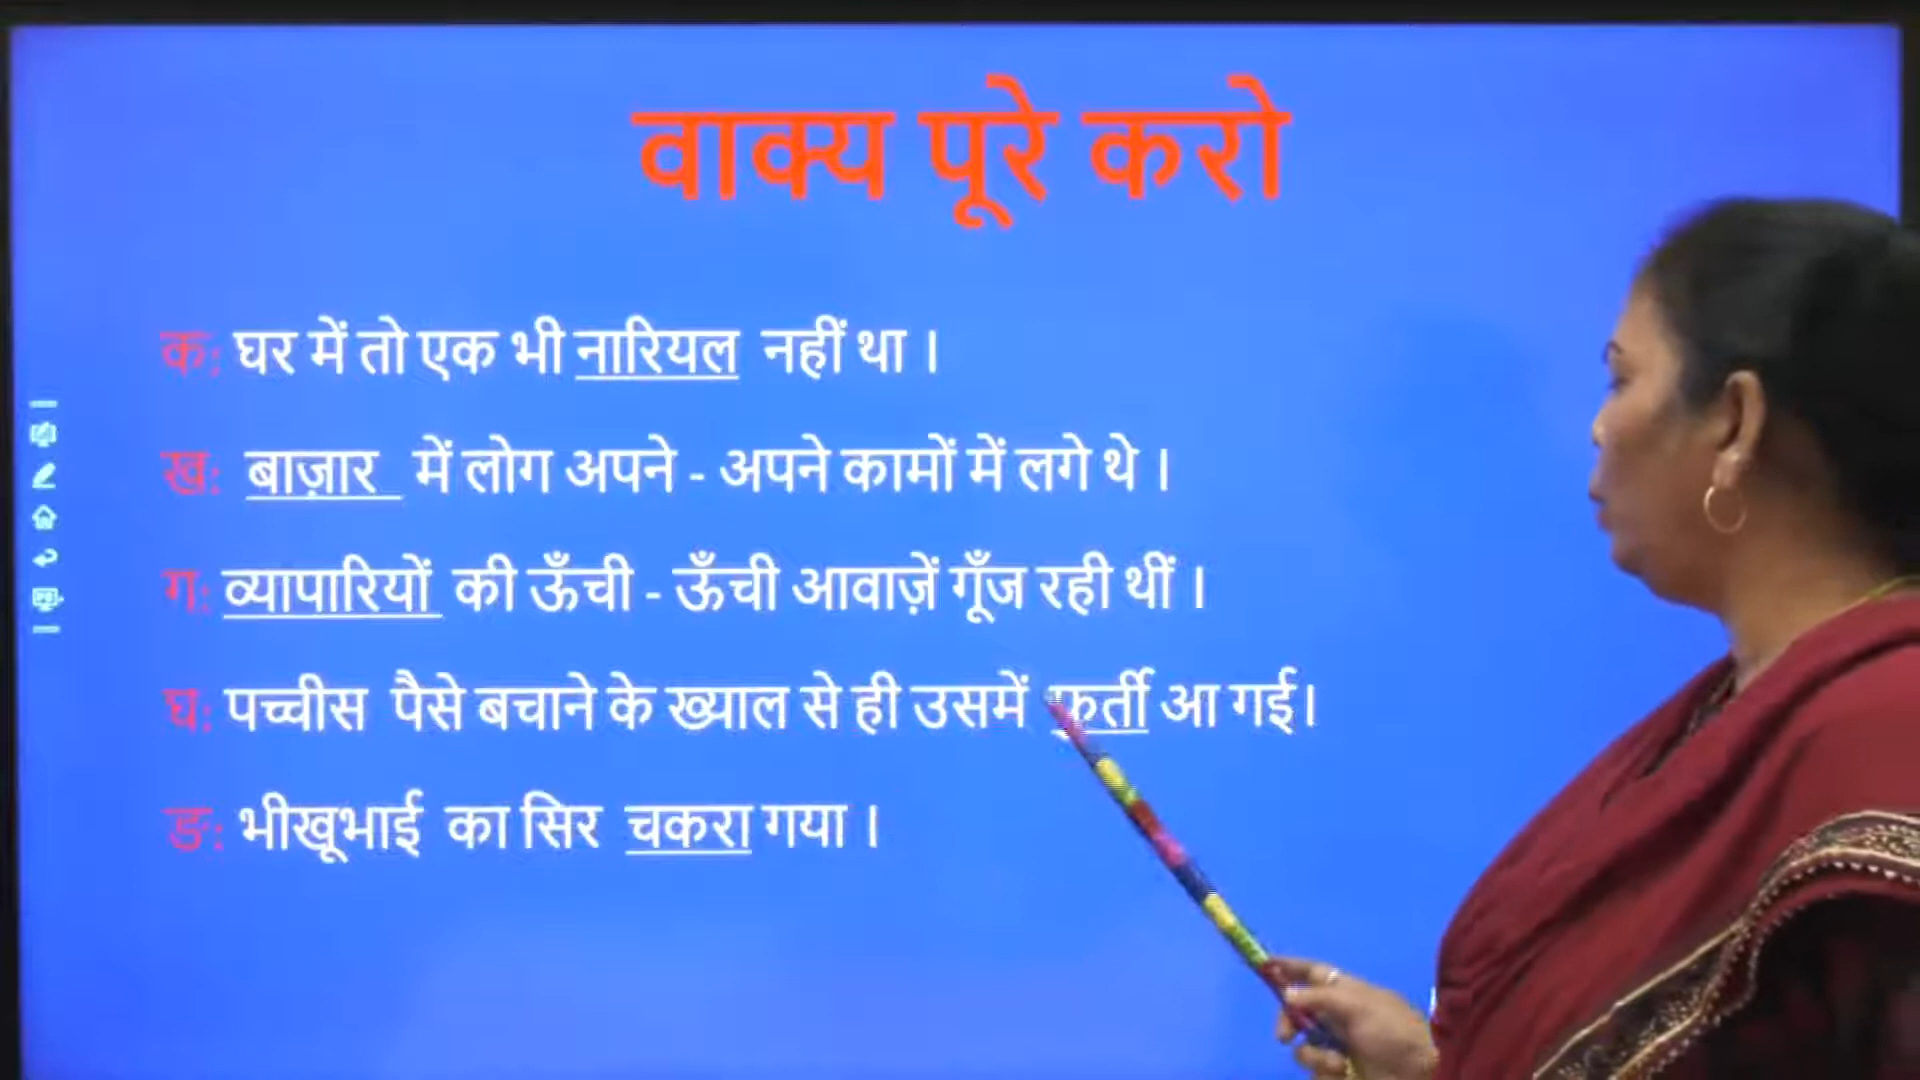 वाक्य पूरे करो
क: घर में तो एक भी नारियल नहीं था ।
ख: बाज़ार में लोग अपने - अपने कामों में लगे थे ।
ग: व्यापारियों की ऊँची - ऊँची आवाज़ें गूँज रही थीं ।
घ: पच्चीस पैसे बचाने के ख्याल से ही उसमें फुर्ती आ गई।
ङ: भीखूभाई का सिर चकरा गया ।